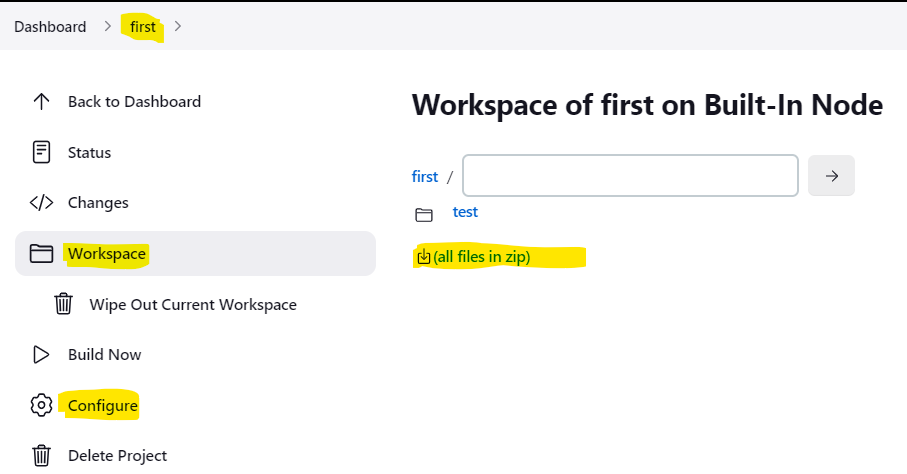 Dashboard > first >
Back to Dashboard
Status
Changes
Workspace
Wipe Out Current Workspace
Build Now
Configure
Delete Project
Workspace of first on Built-In Node
first /
test
(all files in zip)